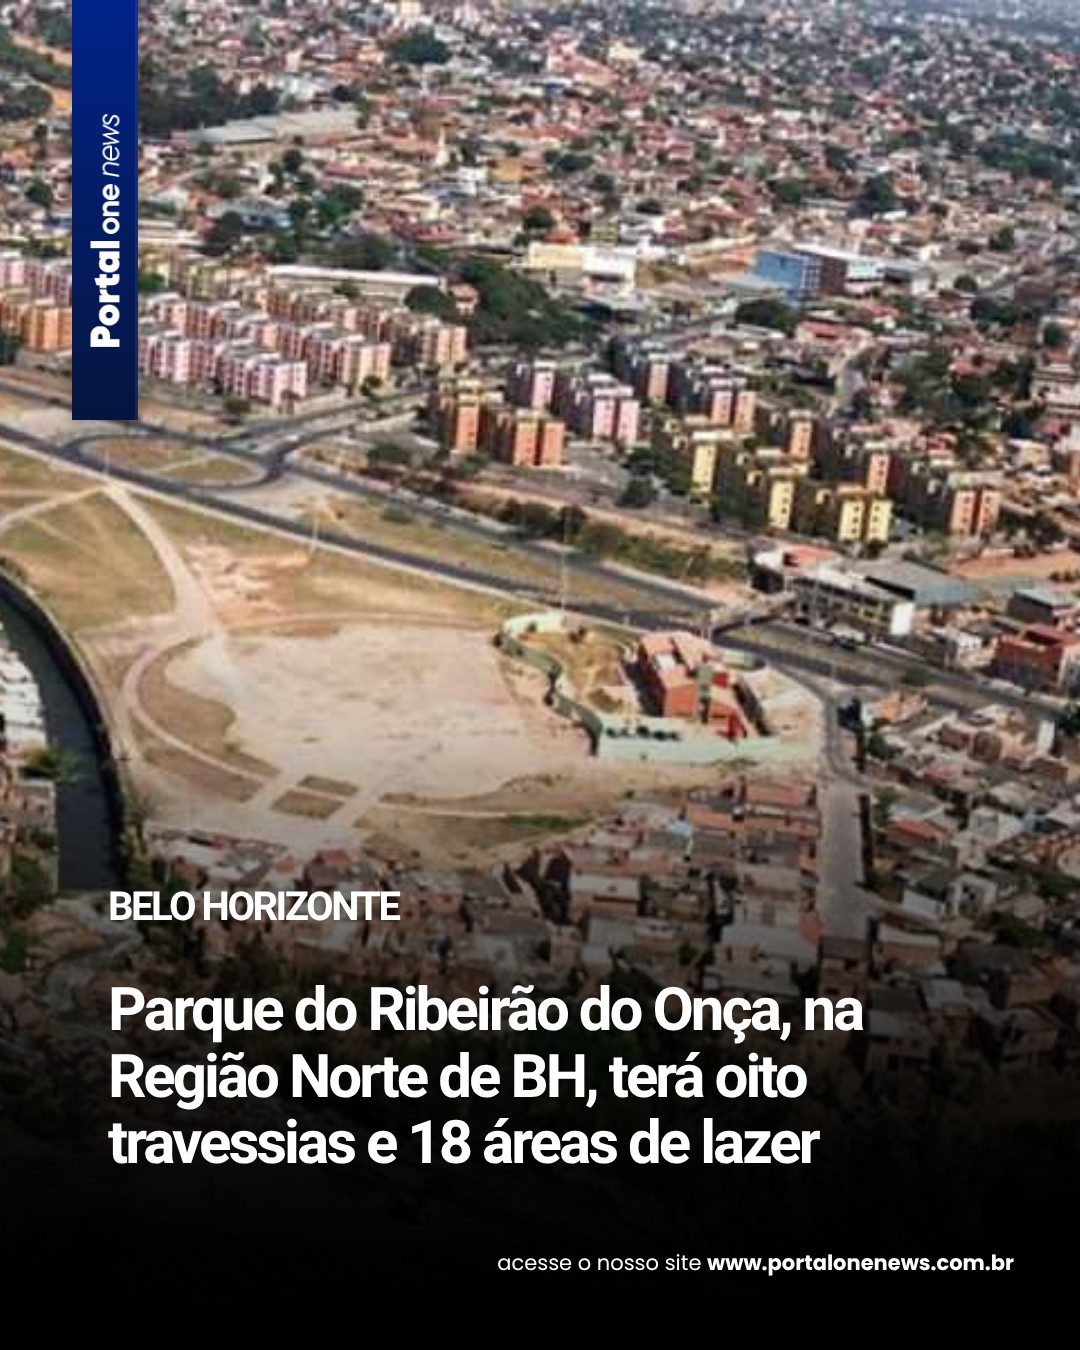 Portal one news
BELO HORIZONTE
Parque do Ribeirão do Onça, na
Região Norte de BH, terá oito
travessias e 18 áreas de lazer
acesse o nosso site www.portalonenews.com.br